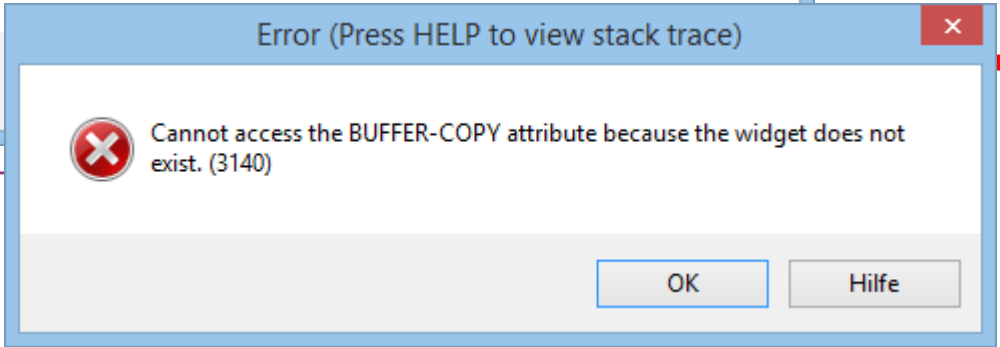 Error (Press HELP to view stack trace)
Cannot access the BUFFER-COPY attribute because the widget does not
exist. (3140)
OK
Hilfe